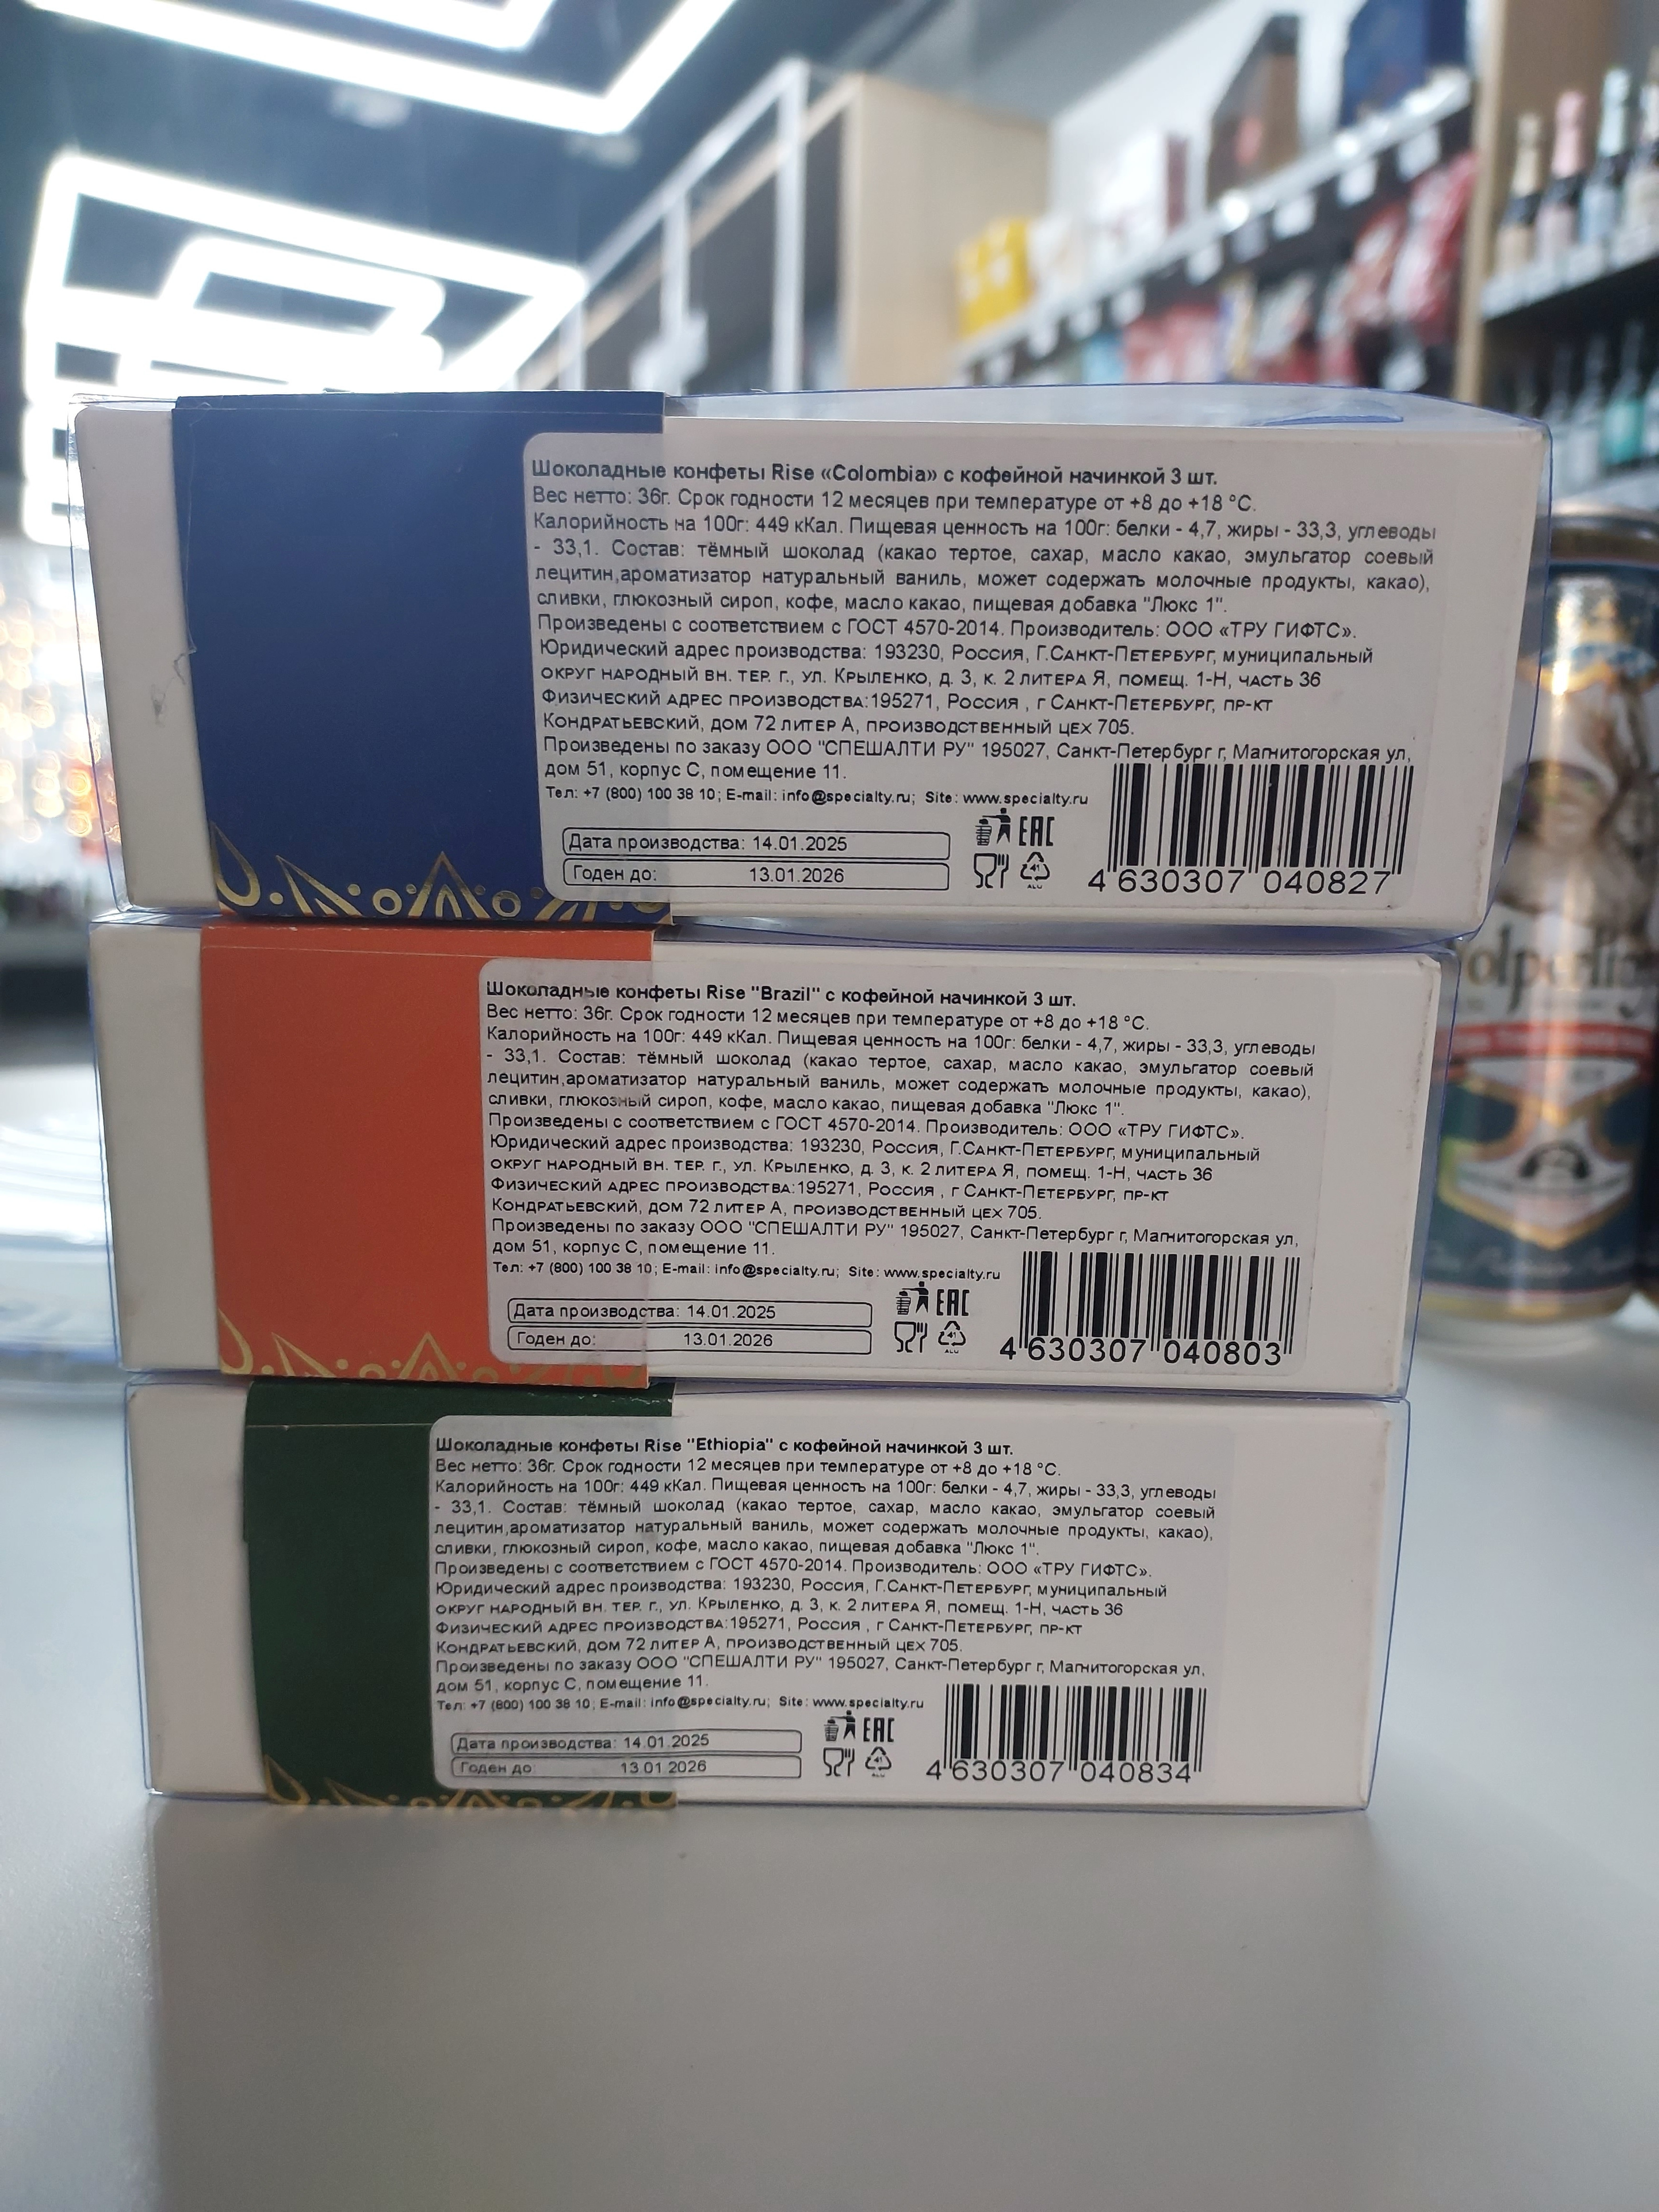 Шоколадные конфеты Rise «Colombia» с кофейной начинкой 3 шт.
Вес нетто: 36г. Срок годности 12 месяцев при температуре от +8 до +18 °С.
Калорийность на 100г: 449 кКал. Пищевая ценность на 100г: белки - 4,7, жиры - 33,3, углеводы
- 33,1. Состав: тёмный шоколад (какао тертое, сахар, масло какао, эмульгатор соевый
лецитин,ароматизатор натуральный ваниль, может содержать молочные продукты, какао),
сливки, глюкозный сироп, кофе, масло какао, пищевая добавка "Люкс 1".
Произведены с соответствием с ГОСТ 4570-2014. Производитель: ООО «ТРУ ГИФТС».
Юридический адрес производства: 193230, Россия, Г.Санкт-Петербург, муниципальный
округ Народный вн. тер. г., ул. Крыленко, д. 3, к. 2 литера Я, помещ. 1-Н, часть 36
Физический адрес производства:195271, Россия , г Санкт-Петербург, пр-кт
Кондратьевский, дом 72 литер А, производственный цех 705.
Произведены по заказу ООО "СПЕШАЛТИ РУ" 195027, Санкт-Петербург г, Магнитогорская ул,
дом 51, корпус С, помещение 11.
Тел: +7 (800) 100 38 10; E-mail: info@specialty.ru; Site: www.specialty.ru
Дата производства: 14.01.2025
Годен до: 13.01.2026
EAC
41
ALU
4 630307 040827
Шоколадные конфеты Rise "Brazil" с кофейной начинкой 3 шт.
Вес нетто: 36г. Срок годности 12 месяцев при температуре от +8 до +18 °С.
Калорийность на 100г: 449 кКал. Пищевая ценность на 100г: белки - 4,7, жиры - 33,3, углеводы
- 33,1. Состав: тёмный шоколад (какао тертое, сахар, масло какао, эмульгатор соевый
лецитин,ароматизатор натуральный ваниль, может содержать молочные продукты, какао),
сливки, глюкозный сироп, кофе, масло какао, пищевая добавка "Люкс 1".
Произведены с соответствием с ГОСТ 4570-2014. Производитель: ООО «ТРУ ГИФТС».
Юридический адрес производства: 193230, Россия, Г.Санкт-Петербург, муниципальный
округ Народный вн. тер. г., ул. Крыленко, д. 3, к. 2 литера Я, помещ. 1-Н, часть 36
Физический адрес производства:195271, Россия , г Санкт-Петербург, пр-кт
Кондратьевский, дом 72 литер А, производственный цех 705.
Произведены по заказу ООО "СПЕШАЛТИ РУ" 195027, Санкт-Петербург г, Магнитогорская ул,
дом 51, корпус С, помещение 11.
Тел: +7 (800) 100 38 10; E-mail: info@specialty.ru; Site: www.specialty.ru
Дата производства: 14.01.2025
Годен до: 13.01.2026
EAC
41
ALU
4 630307 040803
Шоколадные конфеты Rise "Ethiopia" с кофейной начинкой 3 шт.
Вес нетто: 36г. Срок годности 12 месяцев при температуре от +8 до +18 °С.
Калорийность на 100г: 449 кКал. Пищевая ценность на 100г: белки - 4,7, жиры - 33,3, углеводы
- 33,1. Состав: тёмный шоколад (какао тертое, сахар, масло какао, эмульгатор соевый
лецитин,ароматизатор натуральный ваниль, может содержать молочные продукты, какао),
сливки, глюкозный сироп, кофе, масло какао, пищевая добавка "Люкс 1".
Произведены с соответствием с ГОСТ 4570-2014. Производитель: ООО «ТРУ ГИФТС».
Юридический адрес производства: 193230, Россия, Г.Санкт-Петербург, муниципальный
округ Народный вн. тер. г., ул. Крыленко, д. 3, к. 2 литера Я, помещ. 1-Н, часть 36
Физический адрес производства:195271, Россия , г Санкт-Петербург, пр-кт
Кондратьевский, дом 72 литер А, производственный цех 705.
Произведены по заказу ООО "СПЕШАЛТИ РУ" 195027, Санкт-Петербург г, Магнитогорская ул,
дом 51, корпус С, помещение 11.
Тел: +7 (800) 100 38 10; E-mail: info@specialty.ru; Site: www.specialty.ru
Дата производства: 14.01.2025
Годен до: 13.01.2026
EAC
41
4 630307 040834